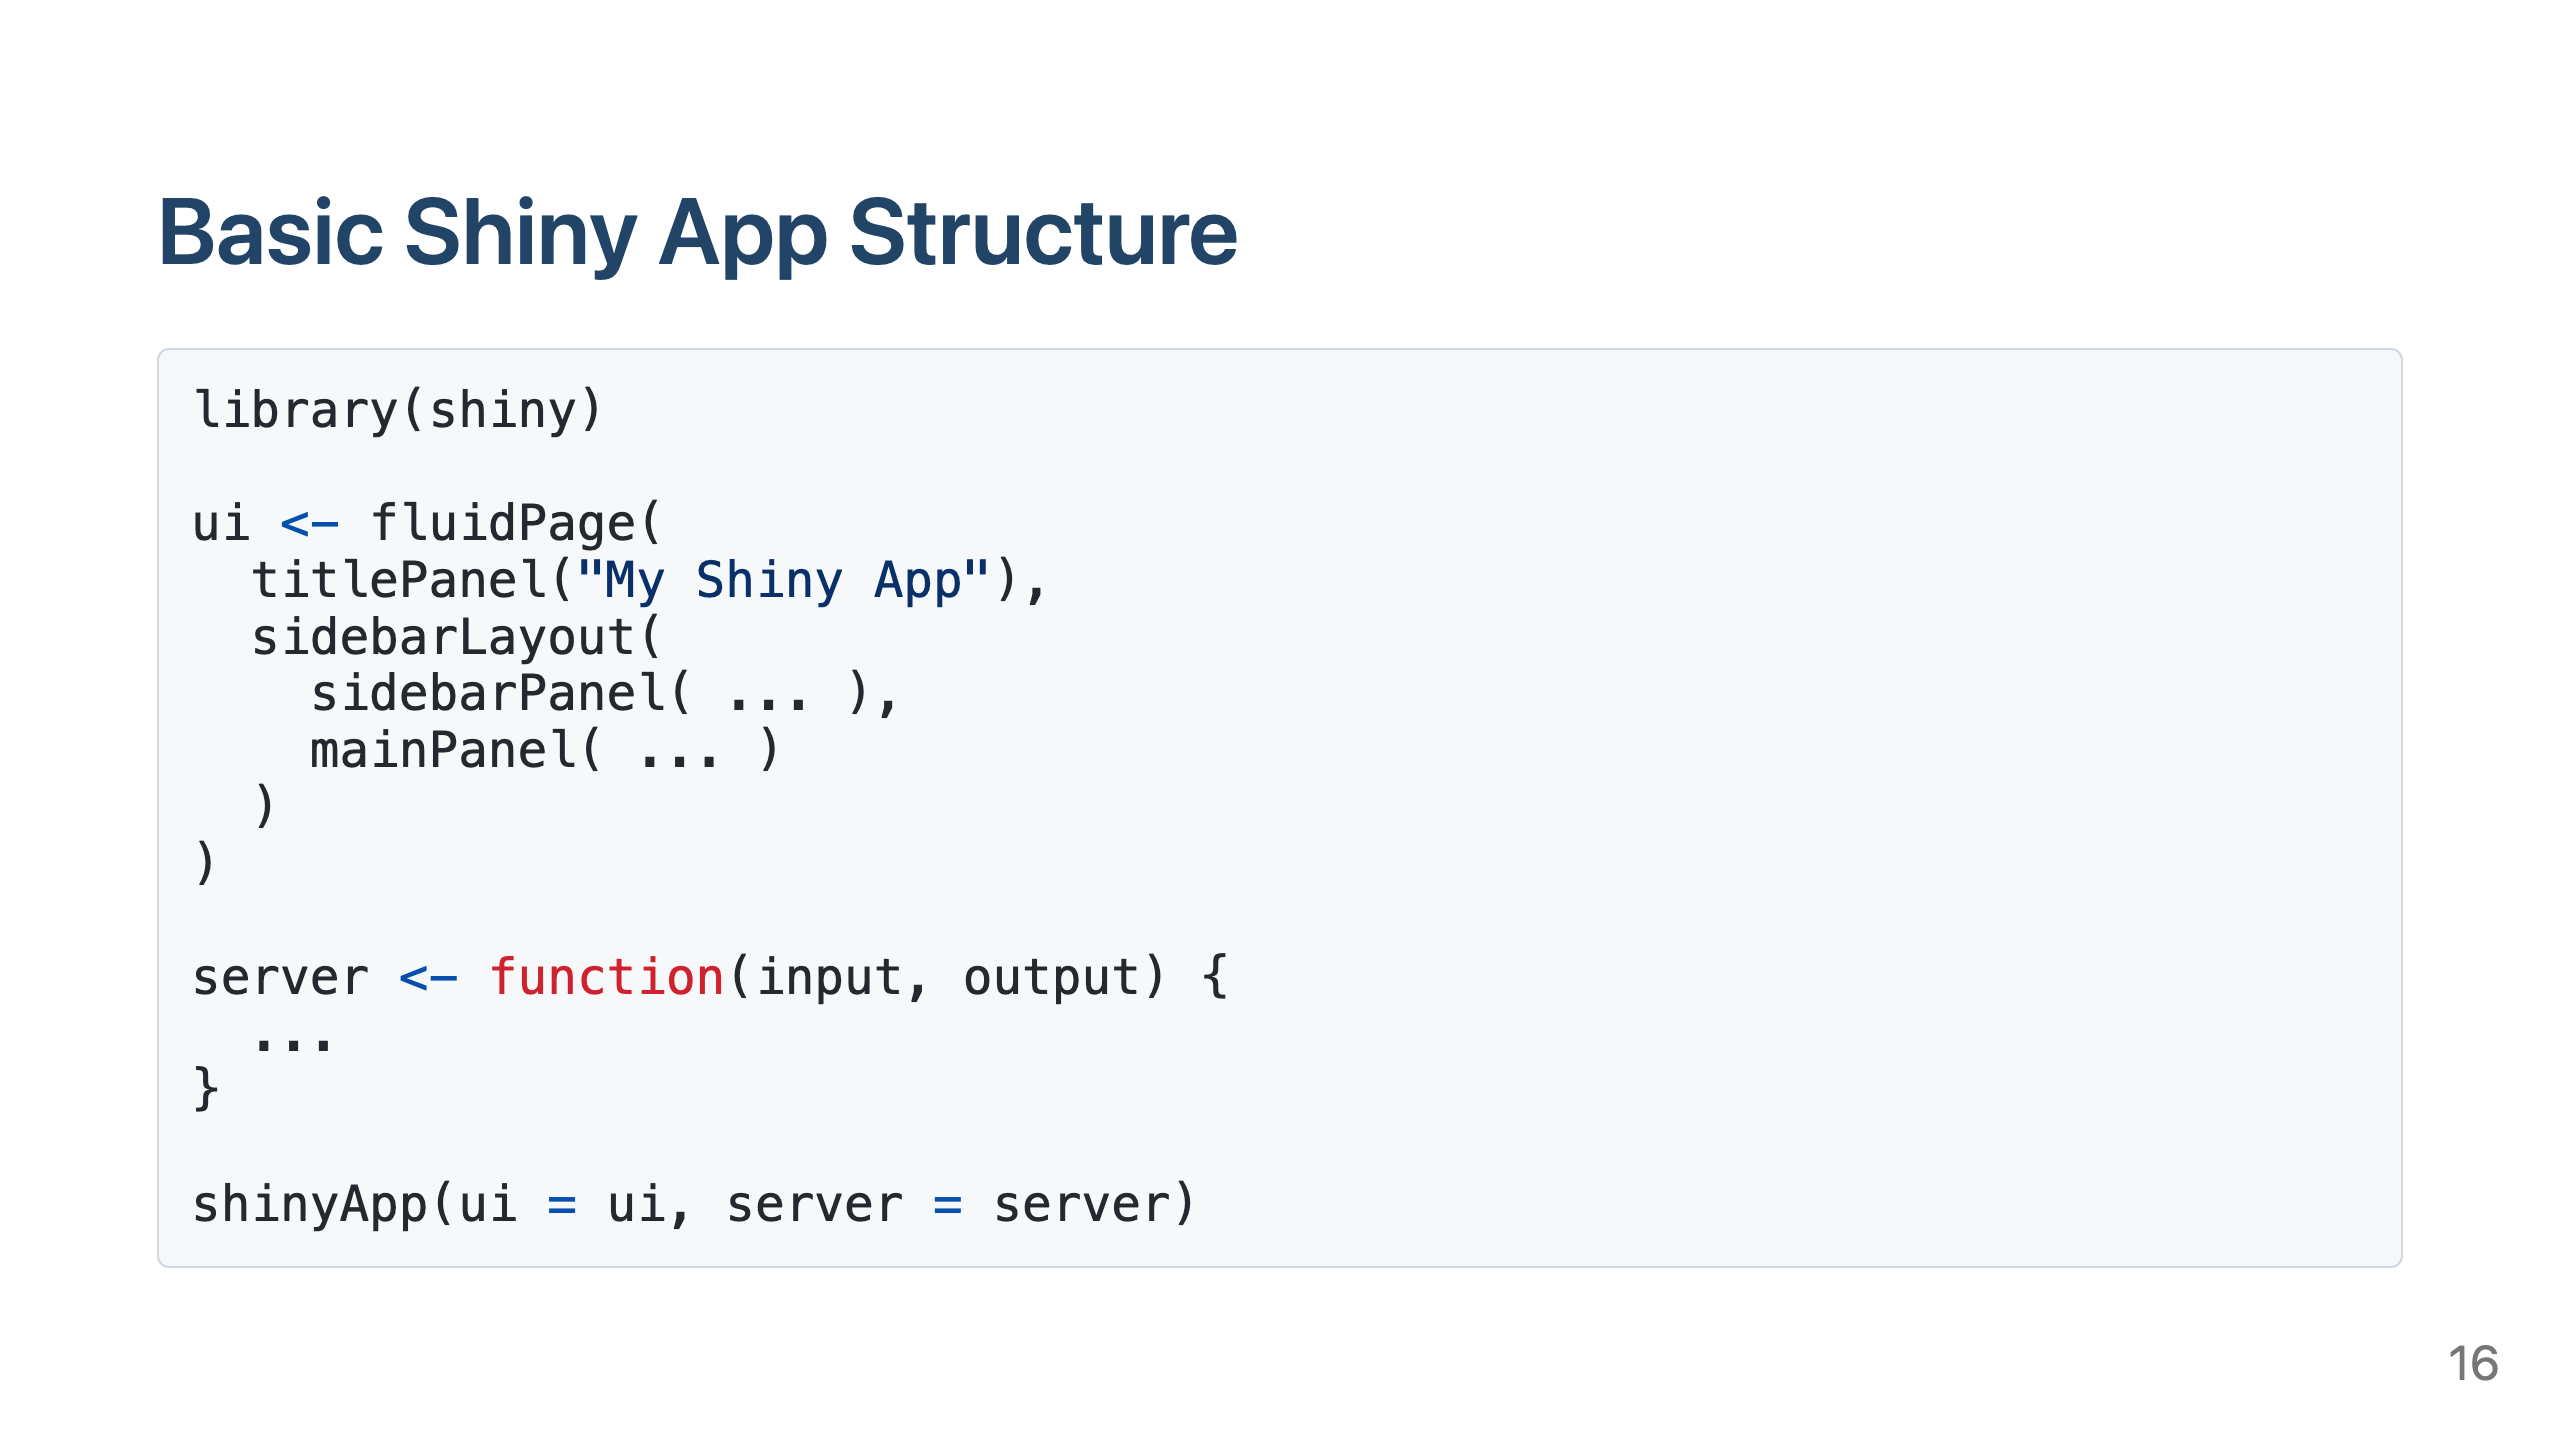 Basic Shiny App Structure
library(shiny)
ui <- fluidPage(
  titlePanel("My Shiny App"),
  sidebarLayout(
    sidebarPanel( ... ),
    mainPanel( ... )
  )
)
server <- function(input, output) {
  ...
}
shinyApp(ui = ui, server = server)
16